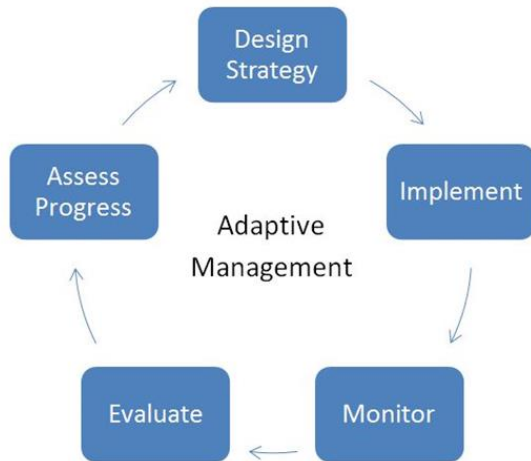 Design
Strategy
Implement
Monitor
Evaluate
Assess
Progress
Adaptive
Management